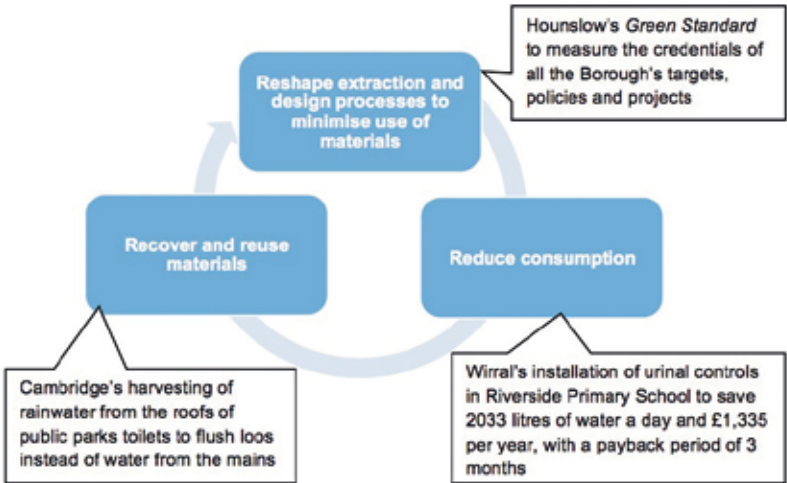 Hounslow's Green Standard
to measure the credentials of
all the Borough's targets,
policies and projects
Reshape extraction and
design processes to
minimise use of
materials
Recover and reuse
materials
Reduce consumption
Cambridge's harvesting of
rainwater from the roofs of
public parks toilets to flush loos
instead of water from the mains
Wirral's installation of urinal controls
in Riverside Primary School to save
2033 litres of water a day and £1,335
per year, with a payback period of 3
months